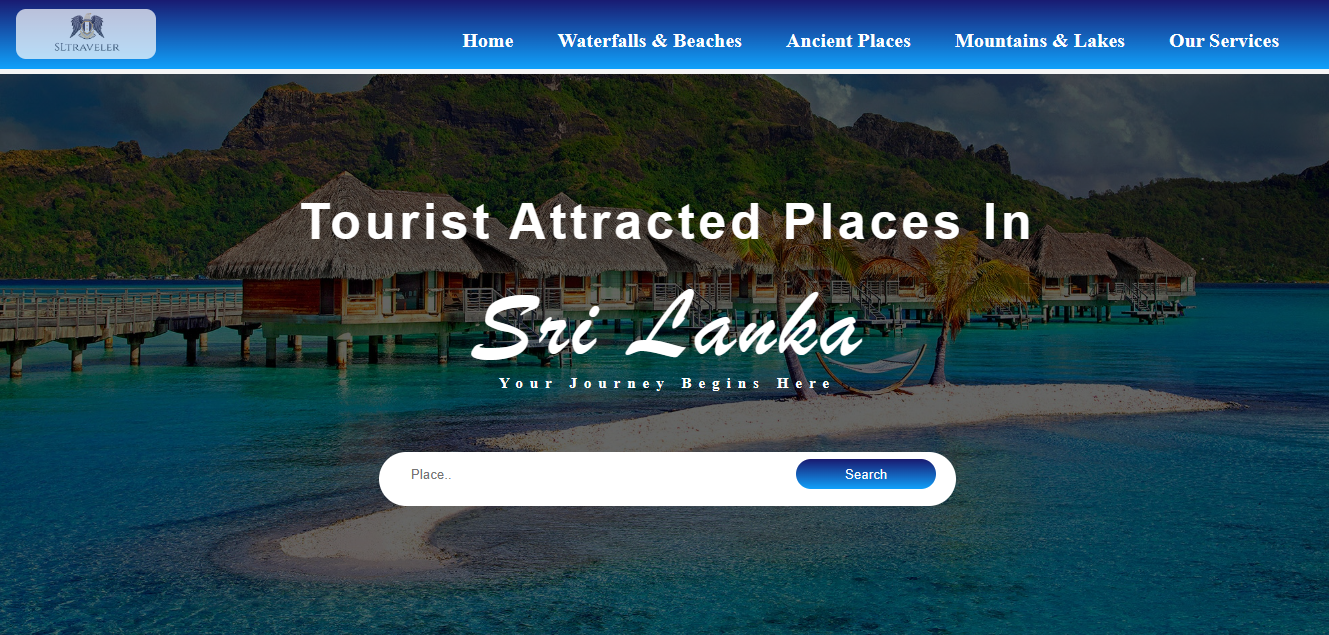 SLTRAVELER
Home Waterfalls & Beaches Ancient Places Mountains & Lakes Our Services
Tourist Attracted Places In
Sri Lanka
Your Journey Begins Here
Place.. Search